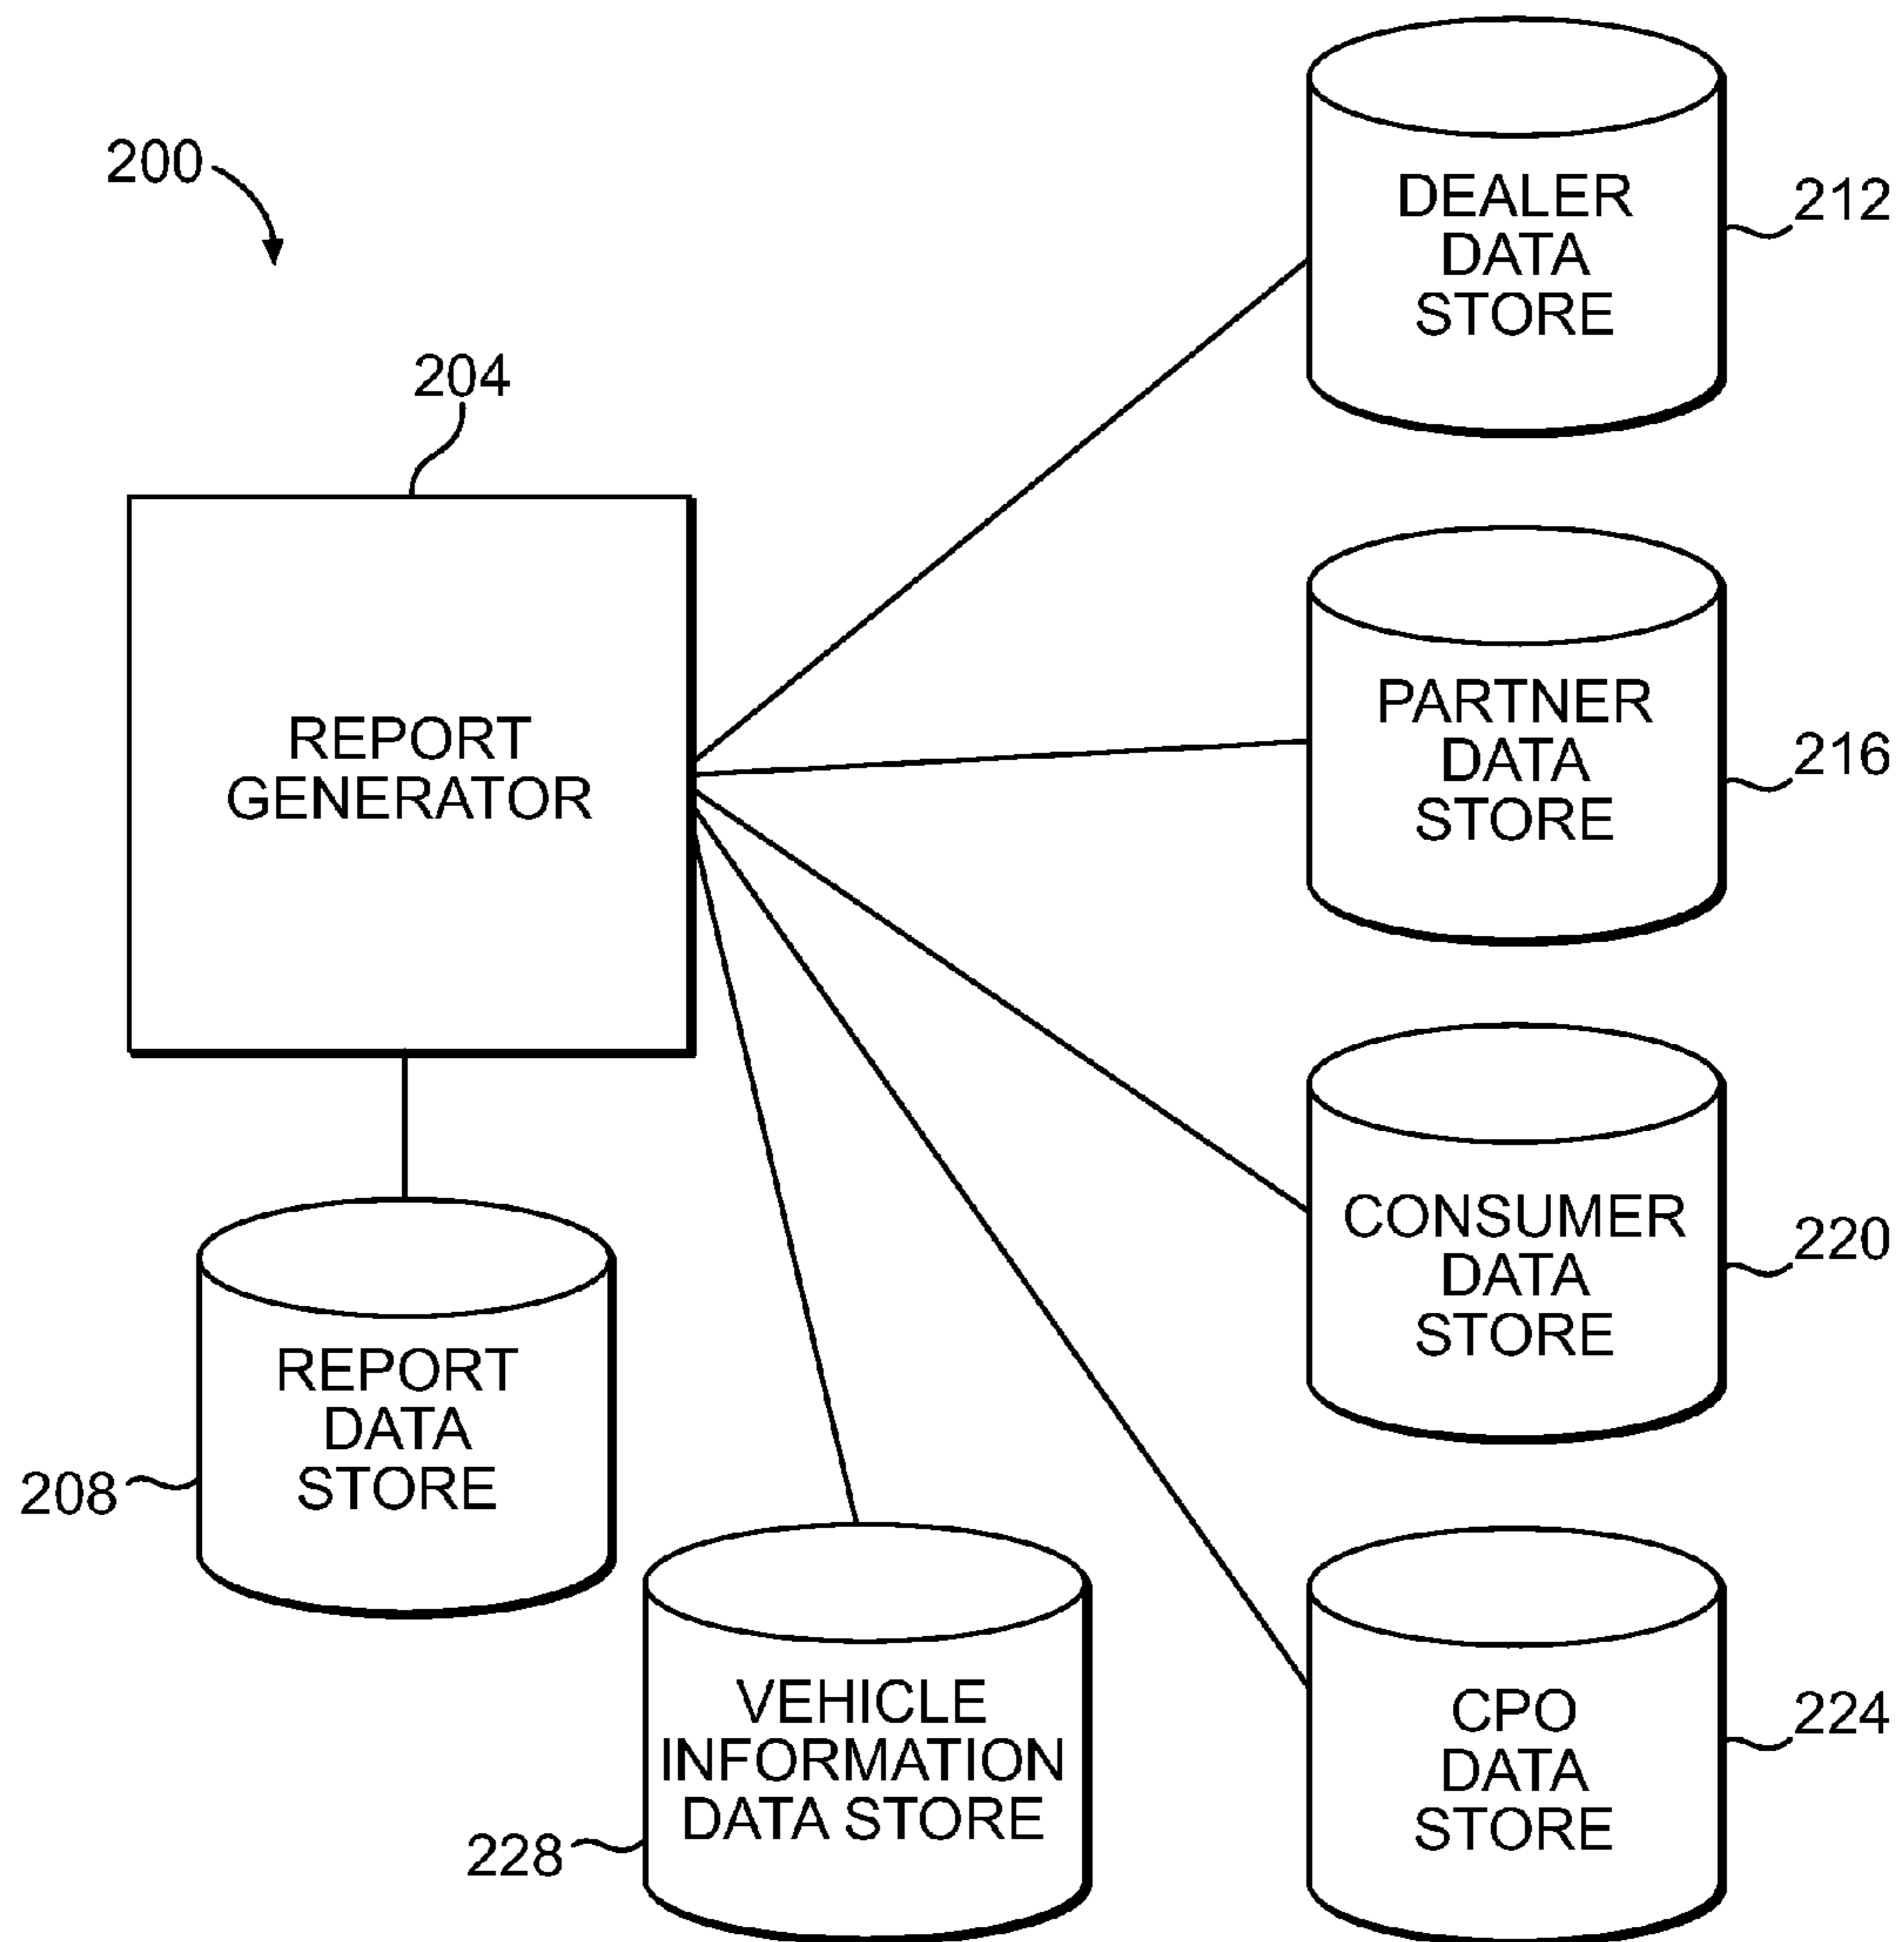 200
204
REPORT
GENERATOR
DEALER
DATA
STORE
212
PARTNER
DATA
STORE
216
CONSUMER
DATA
STORE
220
REPORT
DATA
STORE
208
VEHICLE
INFORMATION
DATA STORE
228
CPO
DATA
STORE
224